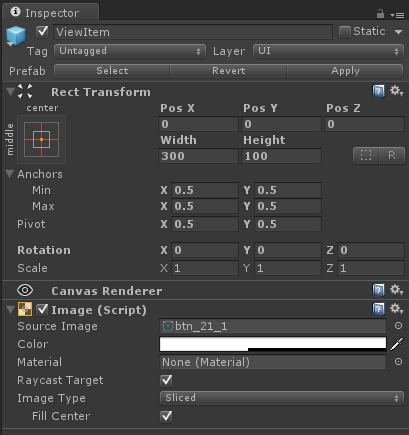 Inspector
ViewItem Static
Tag Untagged Layer UI
Prefab Select Revert Apply
Rect Transform
center Pos X Pos Y Pos Z
middle 0 0 0
Width Height
300 100 R
Anchors
Min X 0.5 Y 0.5
Max X 0.5 Y 0.5
Pivot X 0.5 Y 0.5
Rotation X 0 Y 0 Z 0
Scale X 1 Y 1 Z 1
Canvas Renderer
Image (Script)
Source Image btn_21_1
Color
Material None (Material)
Raycast Target
Image Type Sliced
Fill Center